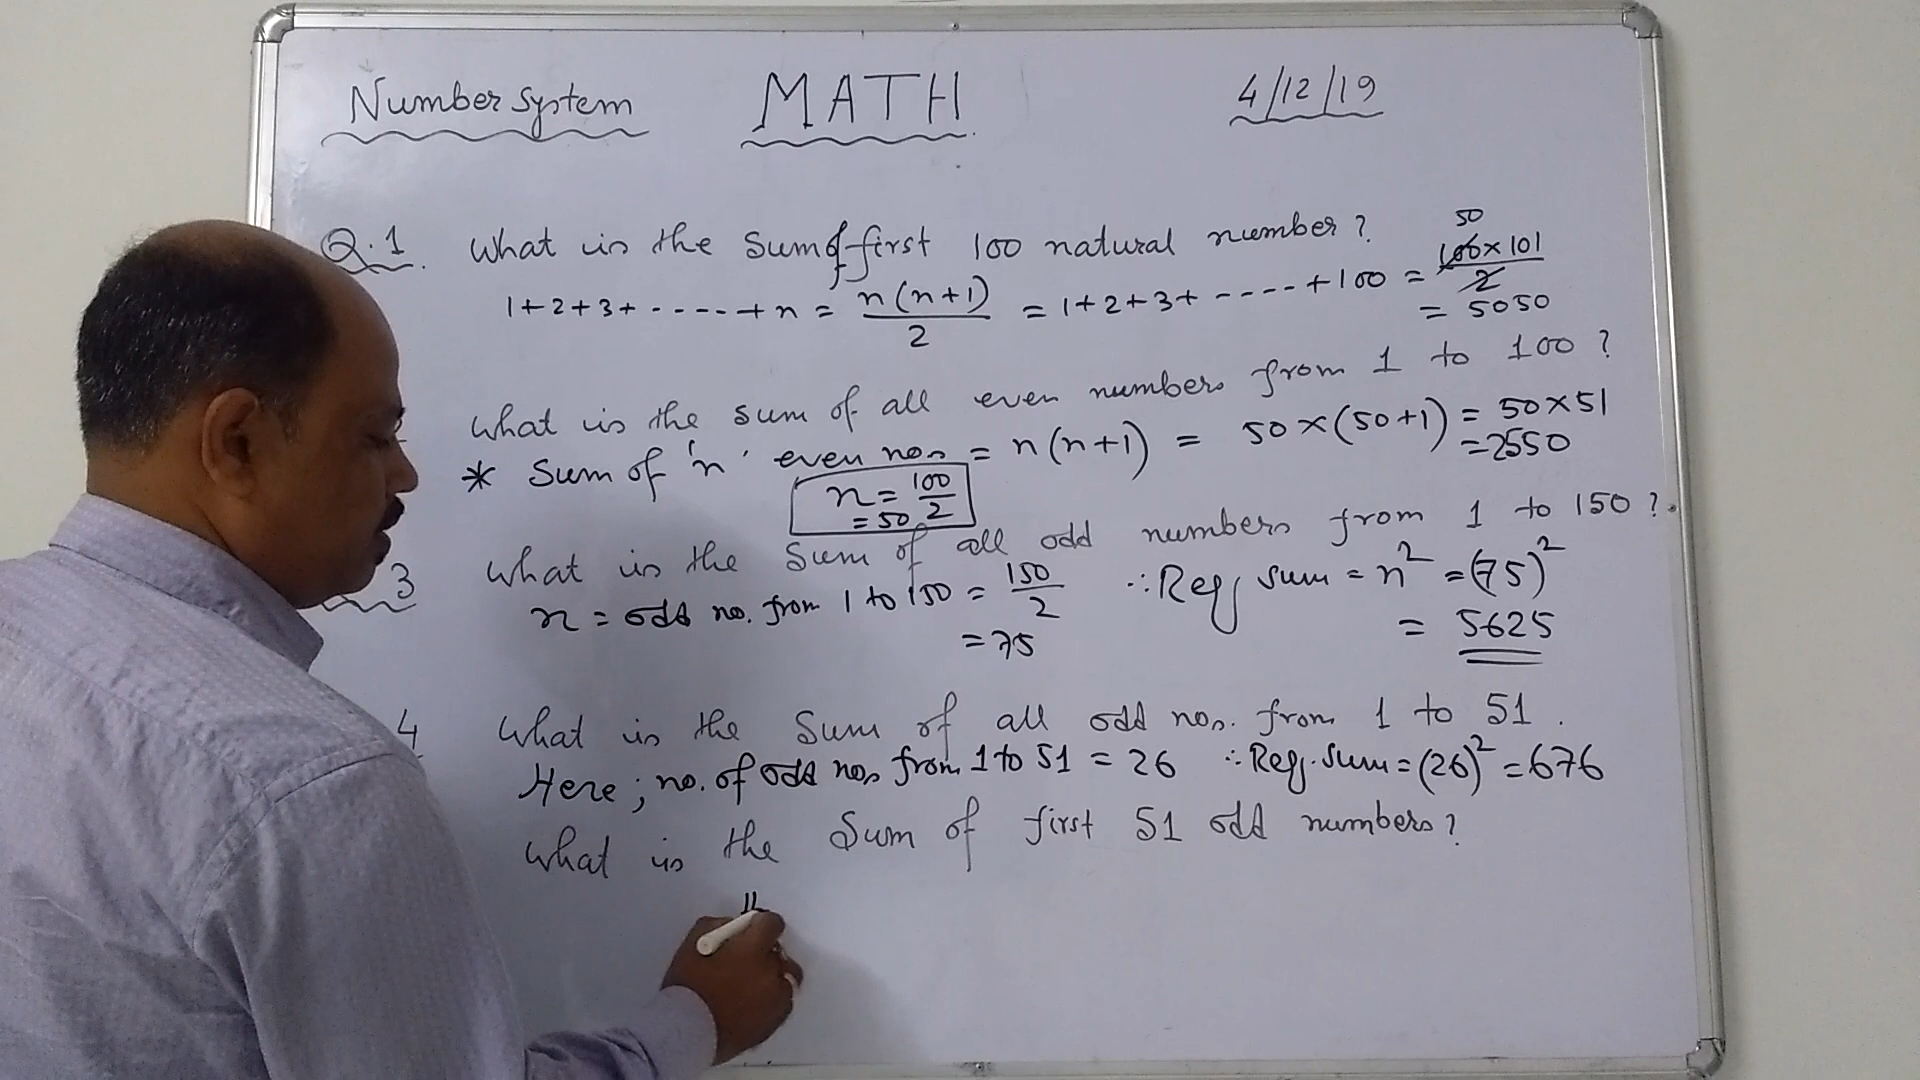 Number system MATH 4/12/19
Q.1 What is the sum of first 100 natural number?
1+2+3+-----+n = n(n+1)/2 = 1+2+3+----+100 = 100×101/2 50
= 5050
What is the sum of all even numbers from 1 to 100?
* Sum of 'n' even nos = n(n+1) = 50×(50+1) = 50×51
=2550
n = 100/2
= 50
3 What is the sum of all odd numbers from 1 to 150?
n = odd no. from 1 to 150 = 150/2 ∴Req sum = n² = (75)²
= 75 = 5625
4 What is the sum of all odd nos. from 1 to 51.
Here; no. of odd nos from 1 to 51 = 26 ∴Req. sum = (26)² = 676
What is the sum of first 51 odd numbers?